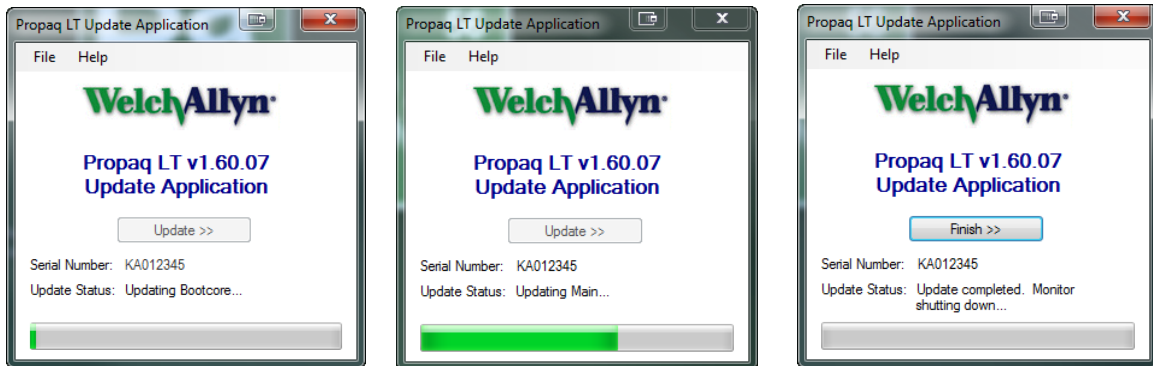 Propaq LT Update Application
File Help
WelchAllyn
Propaq LT v1.60.07
Update Application
Update >>
Serial Number: KA012345
Update Status: Updating Bootcore...
Propaq LT Update Application
File Help
WelchAllyn
Propaq LT v1.60.07
Update Application
Update >>
Serial Number: KA012345
Update Status: Updating Main...
Propaq LT Update Application
File Help
WelchAllyn
Propaq LT v1.60.07
Update Application
Finish >>
Serial Number: KA012345
Update Status: Update completed. Monitor
shutting down...